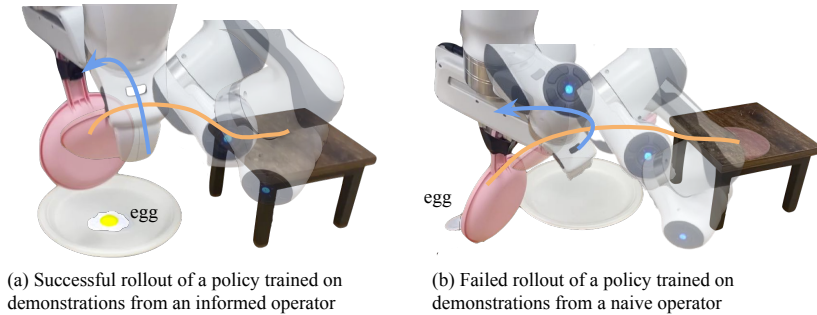 egg
egg
(a) Successful rollout of a policy trained on
demonstrations from an informed operator
(b) Failed rollout of a policy trained on
demonstrations from a naive operator